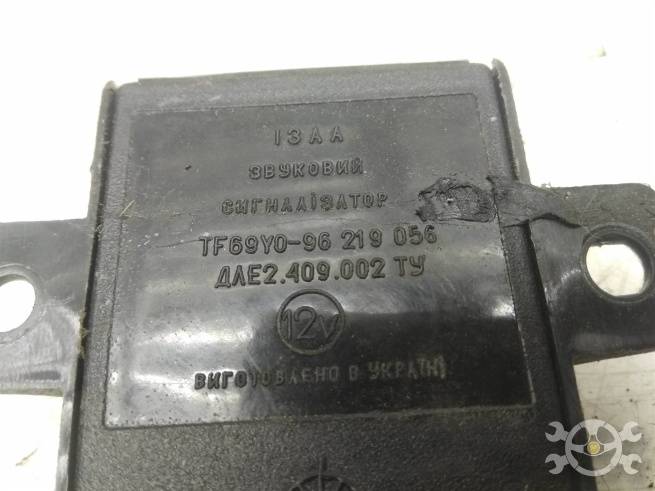 ІЗАА
ЗВУКОВИЙ
СИГНАЛІЗАТОР
TF69Y0-96 219 056
ДЛЕ2.409.002 ТУ
12V
ВИГОТОВЛЕНО В УКРАЇНІ